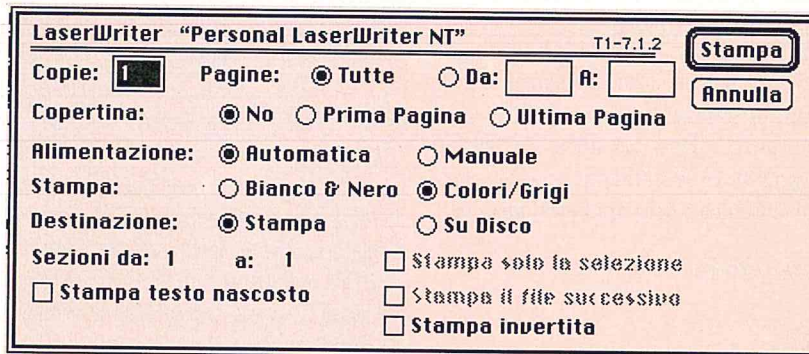 LaserWriter "Personal LaserWriter NT" T1-7.1.2 Stampa
Copie: 1 Pagine: Tutte Da: A:
Annulla
Copertina: No Prima Pagina Ultima Pagina
Alimentazione: Automatica Manuale
Stampa: Bianco & Nero Colori/Grigi
Destinazione: Stampa Su Disco
Sezioni da: 1 a: 1 Stampa solo la selezione
Stampa testo nascosto Stampa il file successivo
Stampa invertita